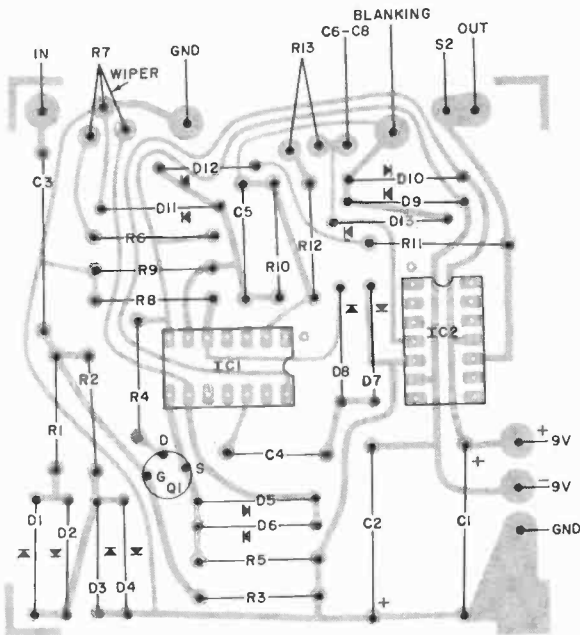 BLANKING
OUT
C6-C8
S2
R7
GND
R13
IN
WIPER
D12
D10
C3
D9
D11
C5
D13
R6
R12
R11
R9
R10
R8
IC1
IC2
R2
D8
D7
R4
R1
D
+
9V
C4
G
S
+
Q1
-
9V
D5
D1
D2
D6
C2
C1
GND
R5
D3
D4
R3
+